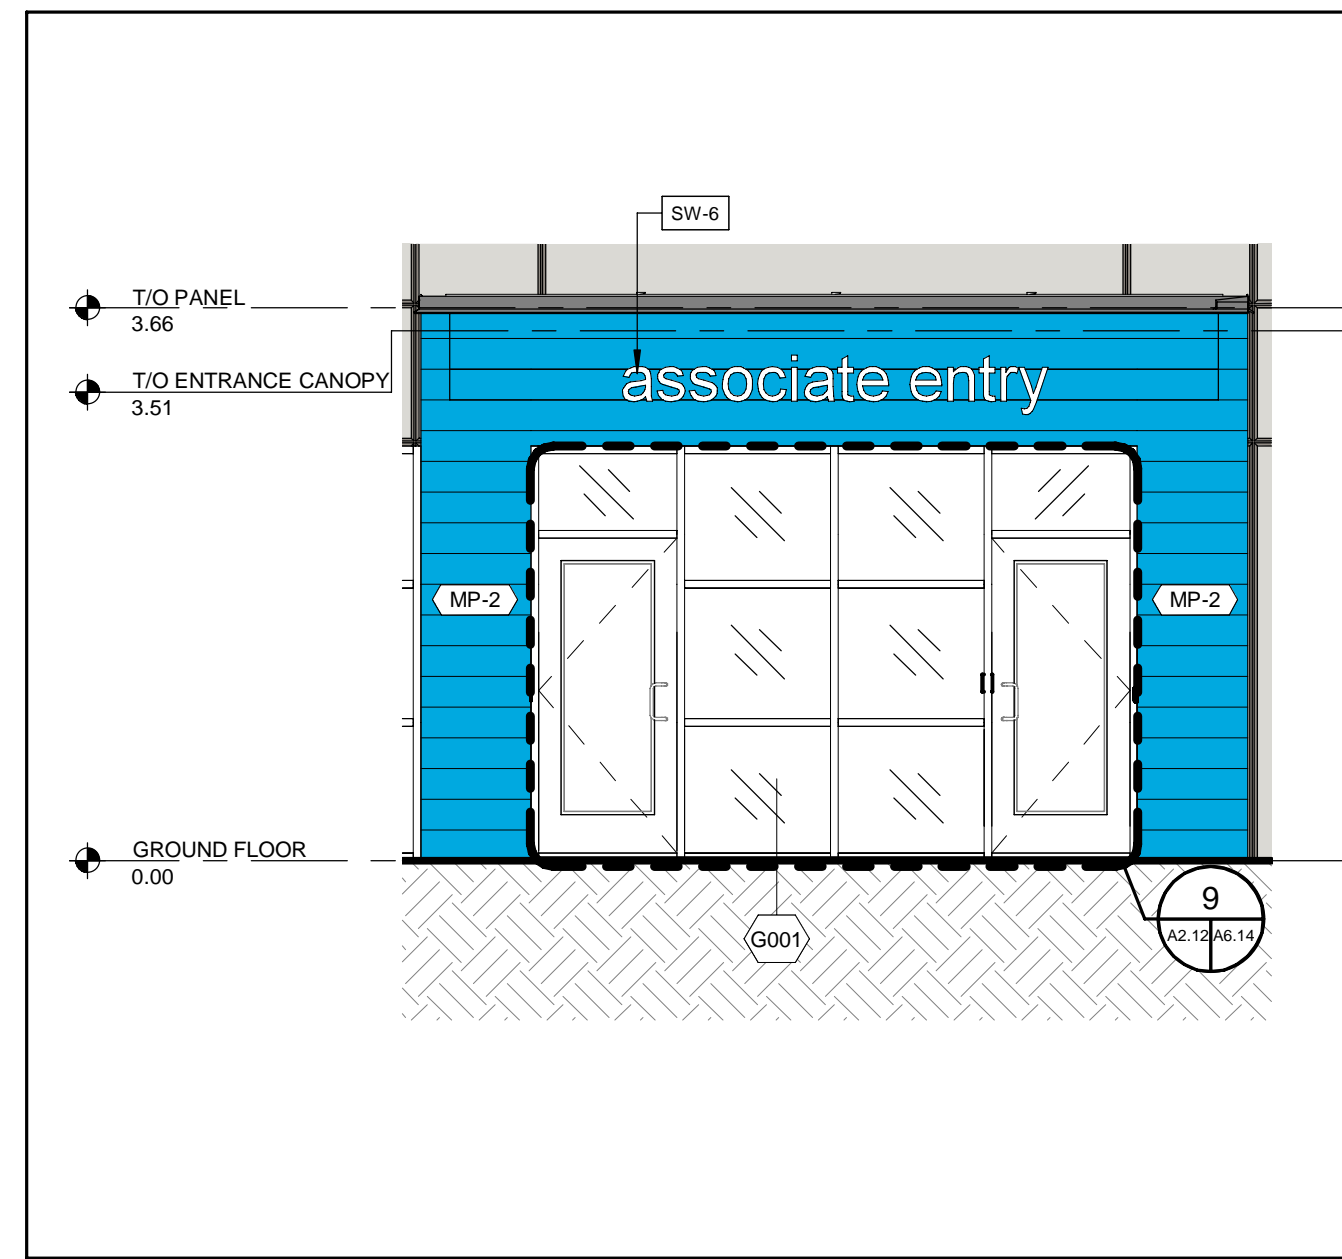 SW-6
T/O PANEL
3.66
T/O ENTRANCE CANOPY
3.51
associate entry
MP-2
MP-2
GROUND FLOOR
0.00
9
A2.12 A6.14
G001